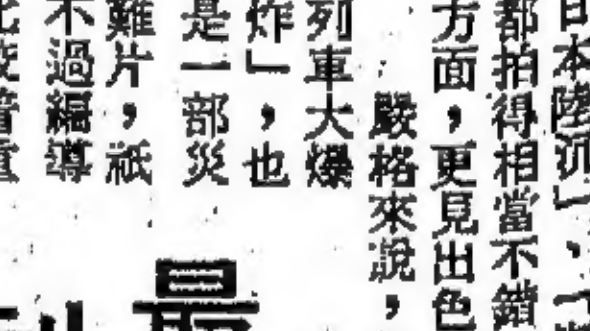 日本陸沉」、「
都拍得相當不錯
方面，更見出色
，嚴格來說，
列車大爆
炸」，也
是一部災
難片，祇
不過編導
最